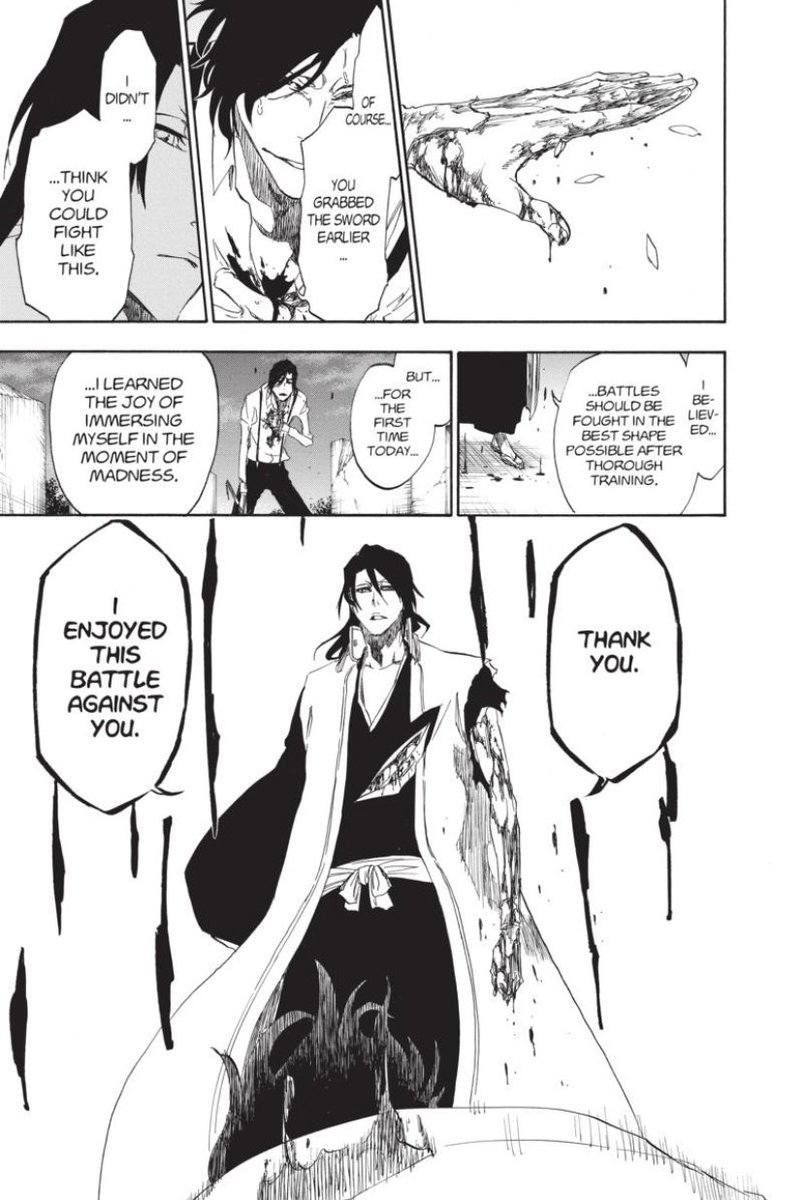 OF
COURSE...
YOU
GRABBED
THE SWORD
EARLIER
...
I
DIDN'T
...
...THINK
YOU
COULD
FIGHT
LIKE
THIS.
I
BE-
LIEV-
ED...
...BATTLES
SHOULD BE
FOUGHT IN THE
BEST SHAPE
POSSIBLE AFTER
THOROUGH
TRAINING.
BUT...
...FOR
THE
FIRST
TIME
TODAY...
...I LEARNED
THE JOY OF
IMMERSING
MYSELF IN THE
MOMENT OF
MADNESS.
THANK
YOU.
I
ENJOYED
THIS
BATTLE
AGAINST
YOU.